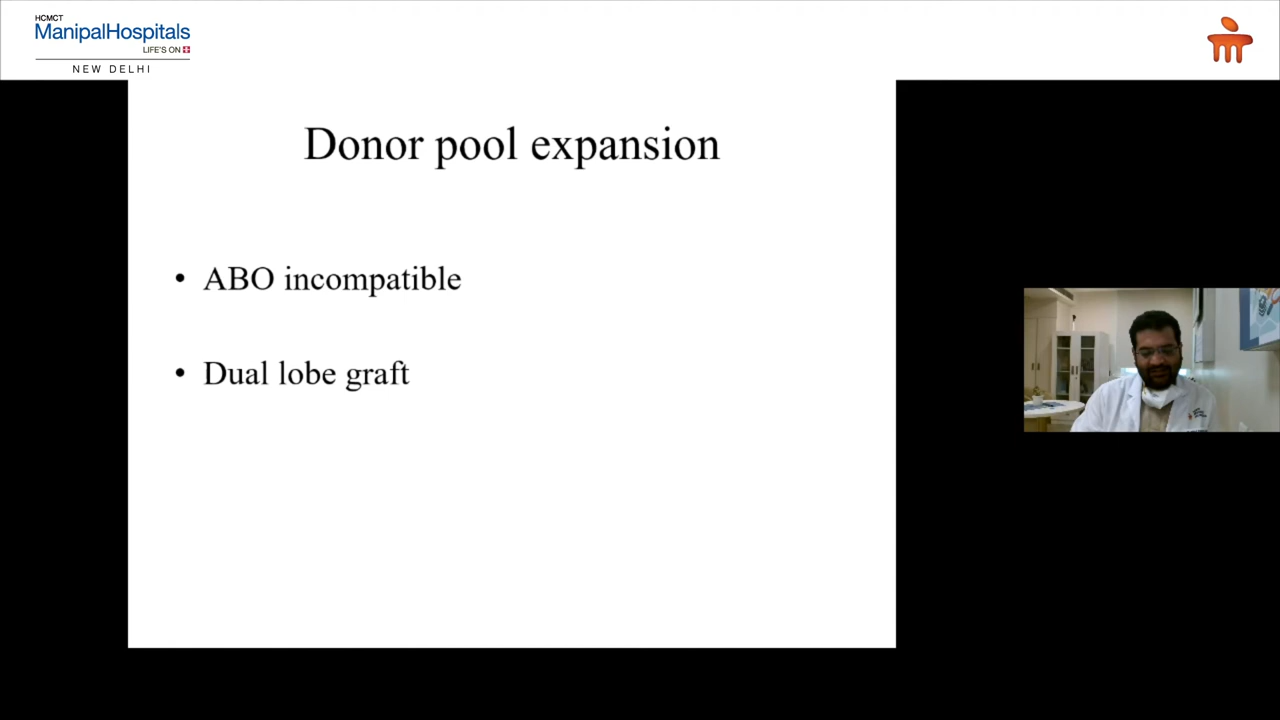 HCMCT
ManipalHospitals
LIFE'S ON
NEW DELHI
Donor pool expansion
• ABO incompatible
• Dual lobe graft